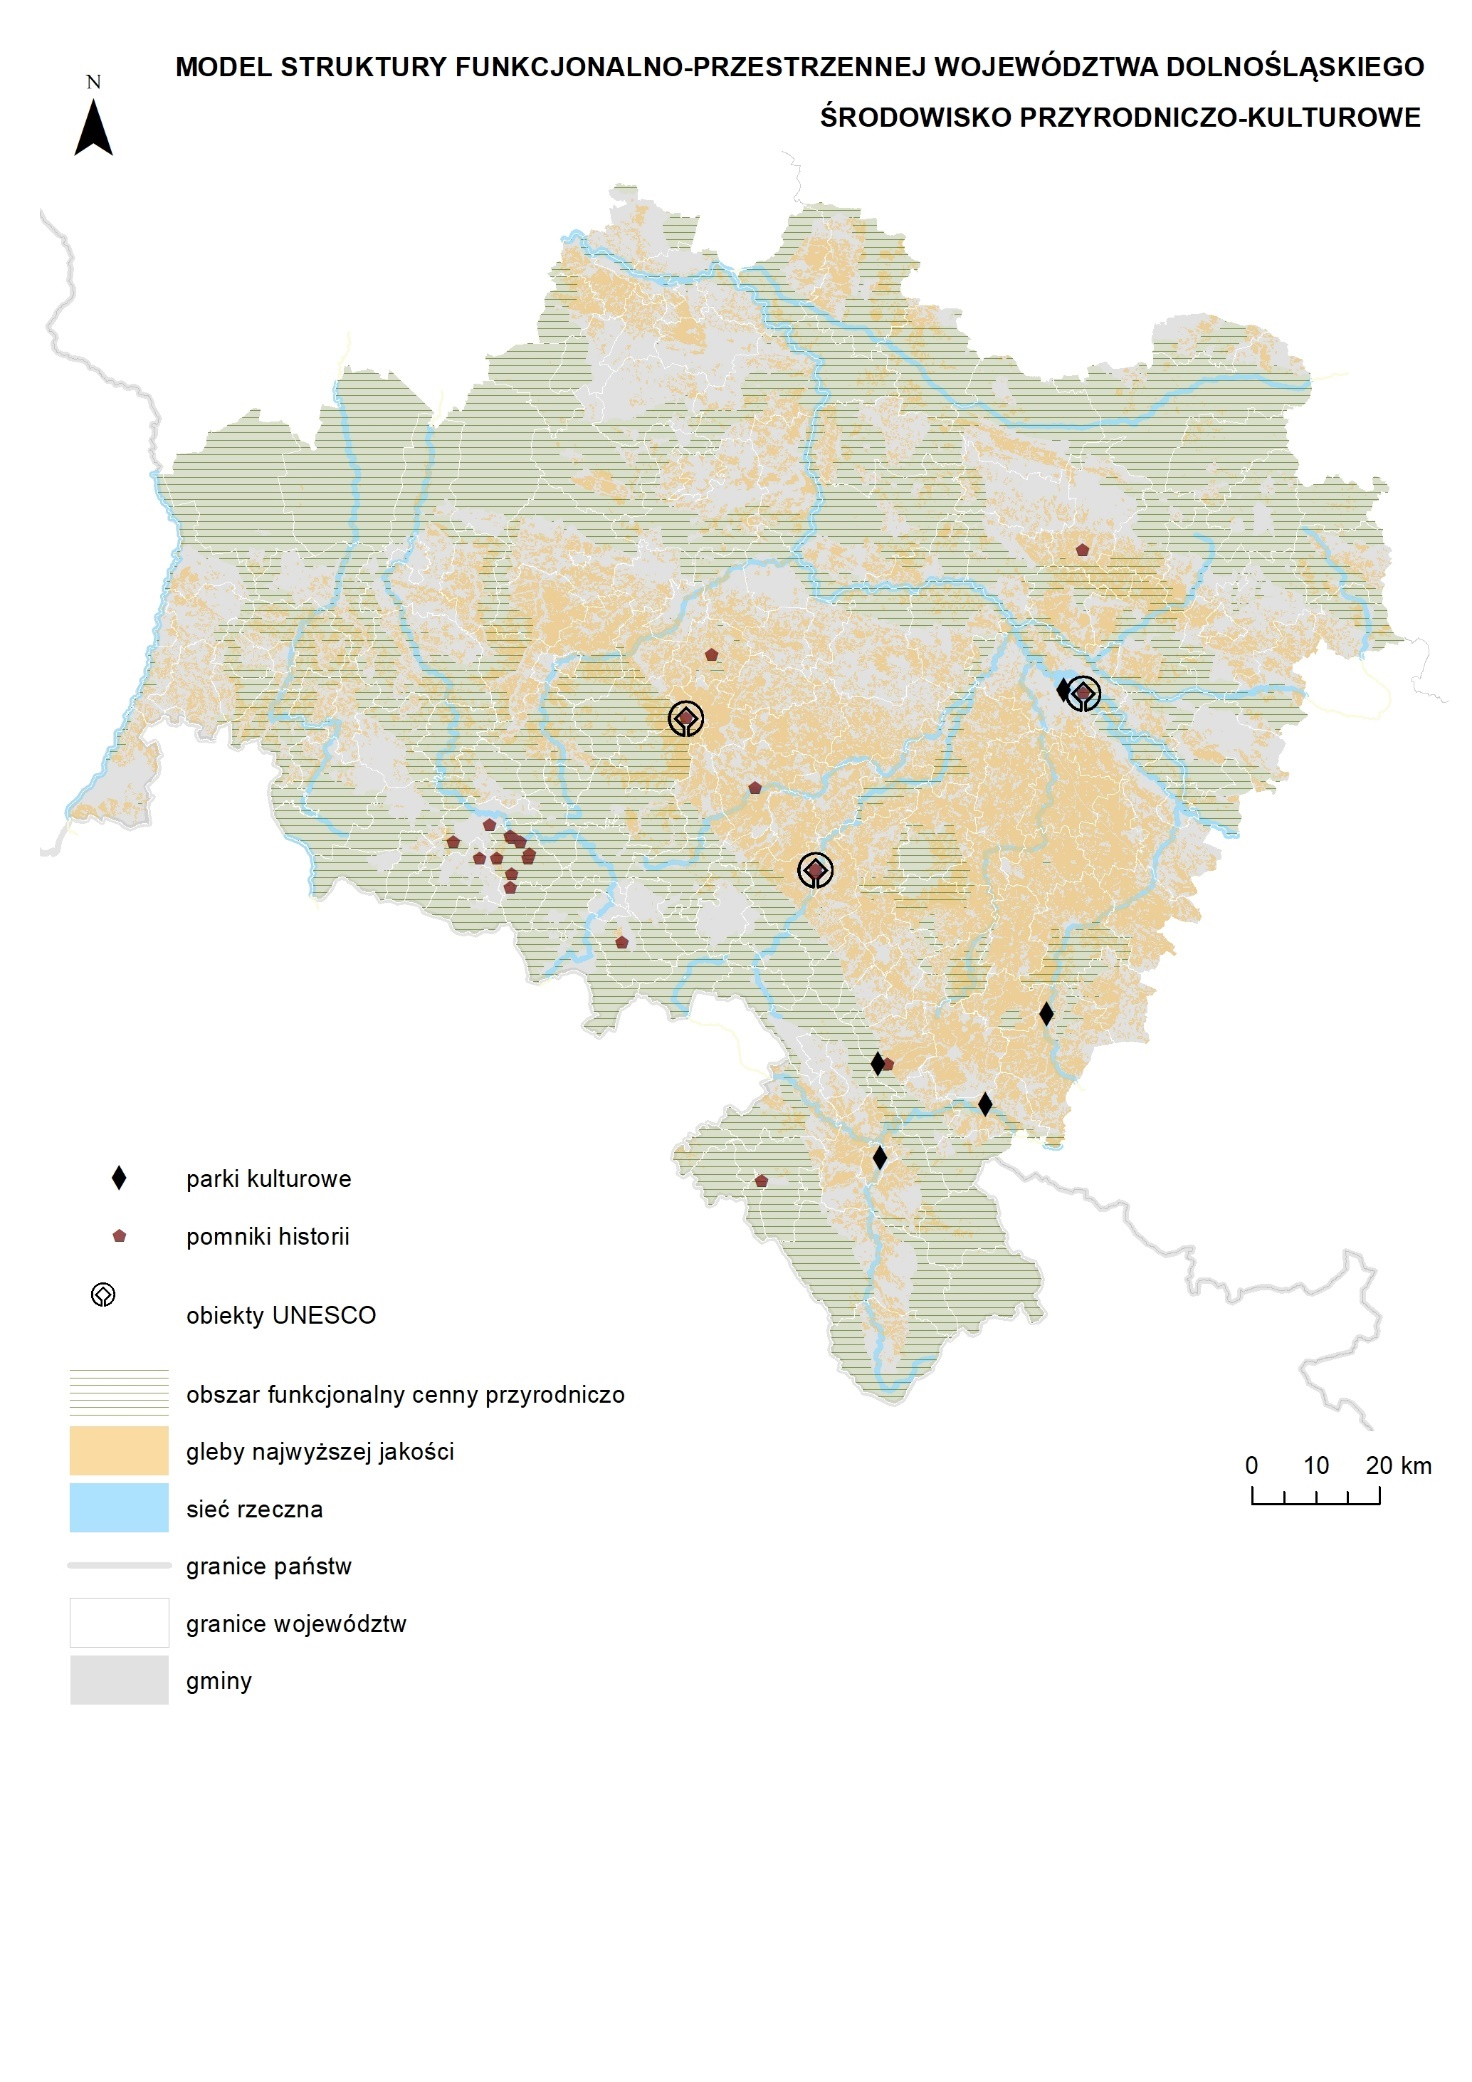 MODEL STRUKTURY FUNKCJONALNO-PRZESTRZENNEJ WOJEWÓDZTWA DOLNOŚLĄSKIEGO
ŚRODOWISKO PRZYRODNICZO-KULTUROWE
N
parki kulturowe
pomniki historii
obiekty UNESCO
obszar funkcjonalny cenny przyrodniczo
gleby najwyższej jakości
sieć rzeczna
granice państw
granice województw
gminy
0 10 20 km